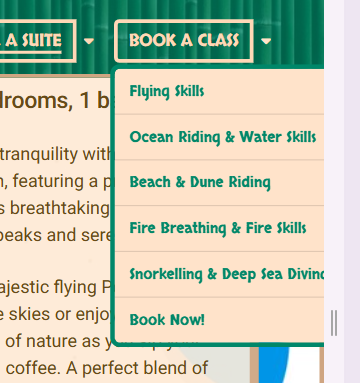 A SUITE
BOOK A CLASS
Flying Skills
Ocean Riding & Water Skills
Beach & Dune Riding
Fire Breathing & Fire Skills
Snorkelling & Deep Sea Diving
Book Now!
drooms, 1 b
tranquility with
n, featuring a p
s breathtaking
peaks and sere
ajestic flying P
e skies or enjo
of nature as y
coffee. A perfect blend of